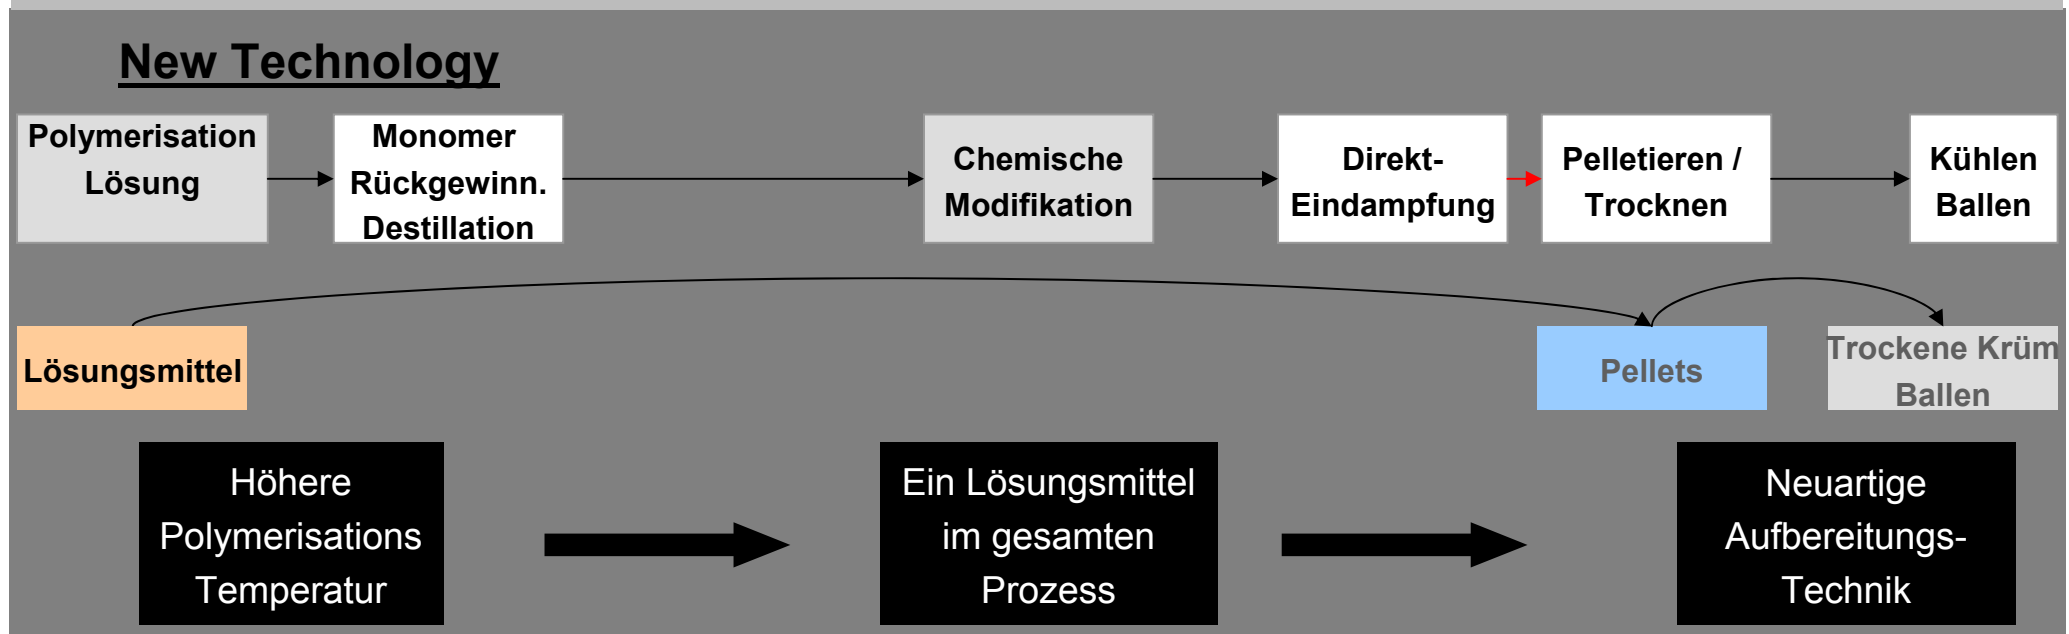 New Technology
Polymerisation
Lösung
Monomer
Rückgewinn.
Destillation
Chemische
Modifikation
Direkt-
Eindampfung
Pelletieren /
Trocknen
Kühlen
Ballen
Lösungsmittel
Pellets
Trockene Krüm
Ballen
Höhere
Polymerisations
Temperatur
Ein Lösungsmittel
im gesamten
Prozess
Neuartige
Aufbereitungs-
Technik